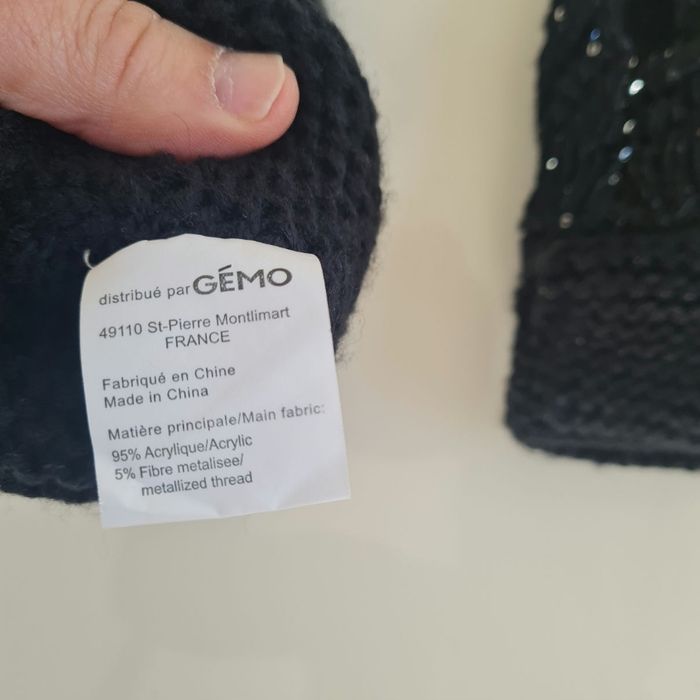 distribué par GÉMO
49110 St-Pierre Montlimart
FRANCE
Fabriqué en Chine
Made in China
Matière principale/Main fabric:
95% Acrylique/Acrylic
5% Fibre metalisee/
metallized thread